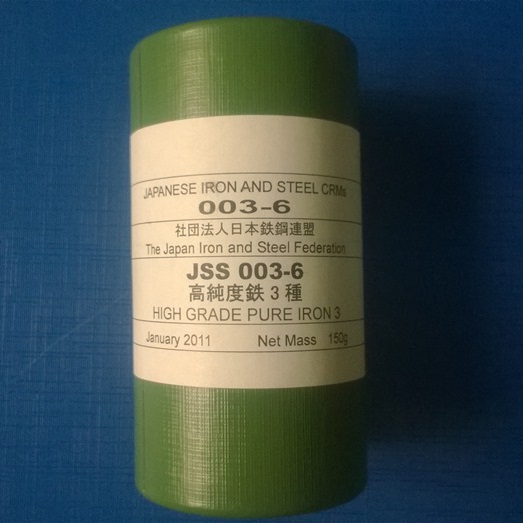 JAPANESE IRON AND STEEL CRMs
003-6
社団法人日本鉄鋼連盟
The Japan Iron and Steel Federation
JSS 003-6
高純度鉄3種
HIGH GRADE PURE IRON 3
January 2011 Net Mass 150g